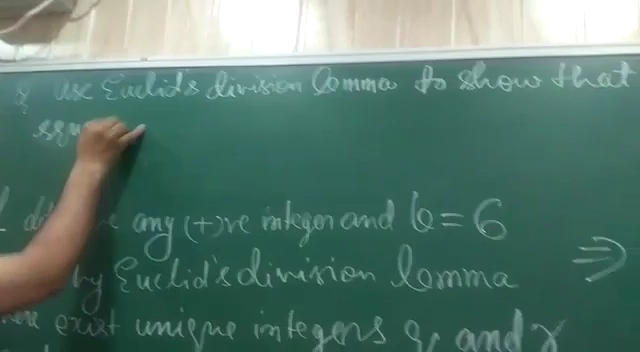 Q Use Euclid's division lemma to show that
squ
any (+)ve integer and b = 6
by Euclid's division lemma ⇒
exist unique integers q and r